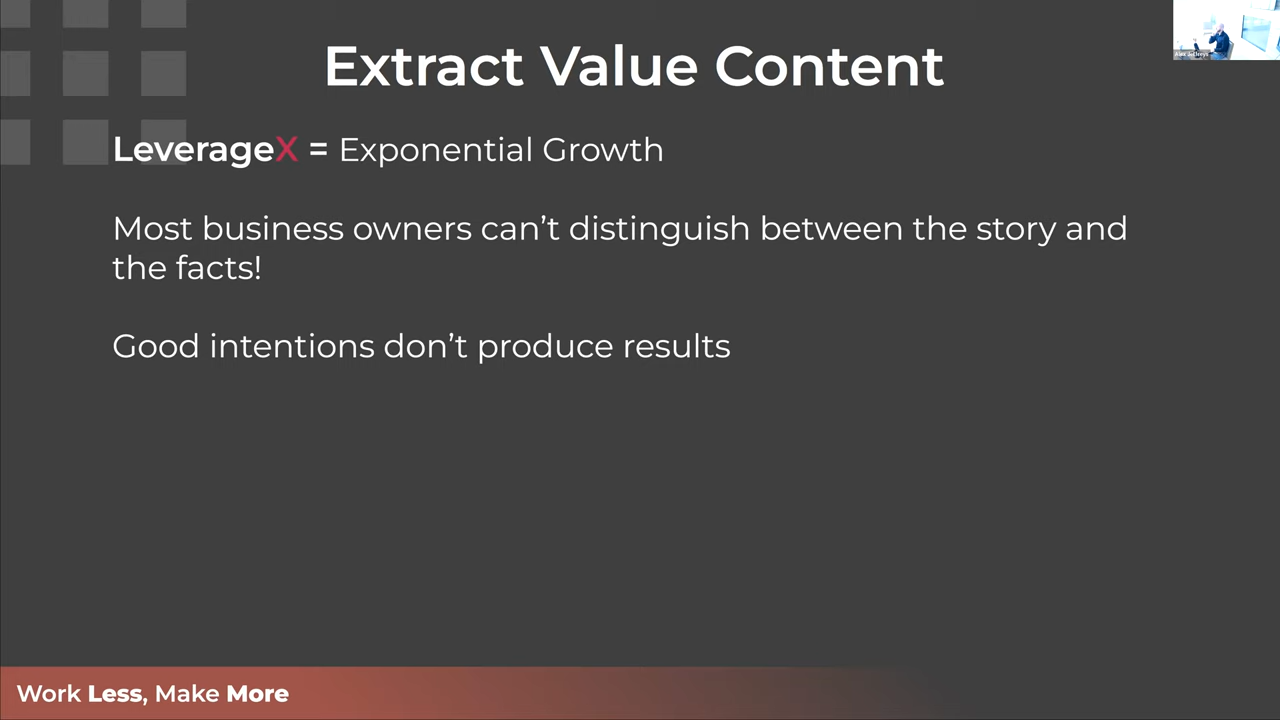 Extract Value Content
LeverageX = Exponential Growth
Most business owners can’t distinguish between the story and
the facts!
Good intentions don’t produce results
Work Less, Make More